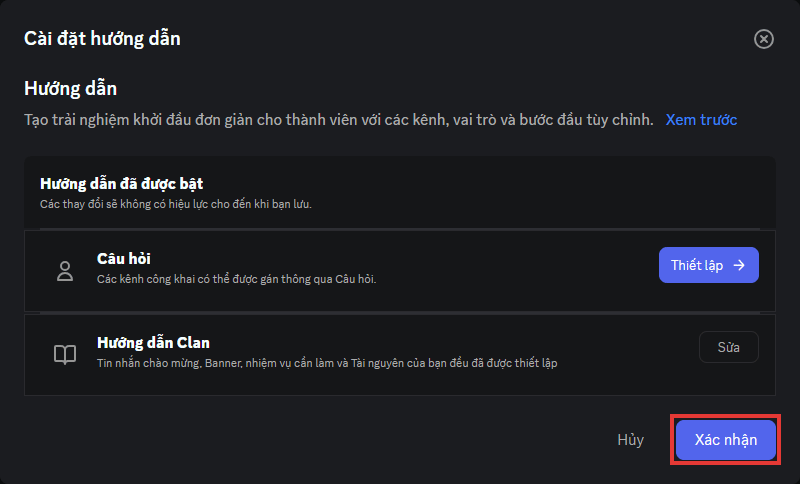 Cài đặt hướng dẫn
Hướng dẫn
Tạo trải nghiệm khởi đầu đơn giản cho thành viên với các kênh, vai trò và bước đầu tùy chỉnh. Xem trước
Hướng dẫn đã được bật
Các thay đổi sẽ không có hiệu lực cho đến khi bạn lưu.
Câu hỏi
Các kênh công khai có thể được gán thông qua Câu hỏi.
Thiết lập
Hướng dẫn Clan
Tin nhắn chào mừng, Banner, nhiệm vụ cần làm và Tài nguyên của bạn đều đã được thiết lập
Sửa
Hủy
Xác nhận